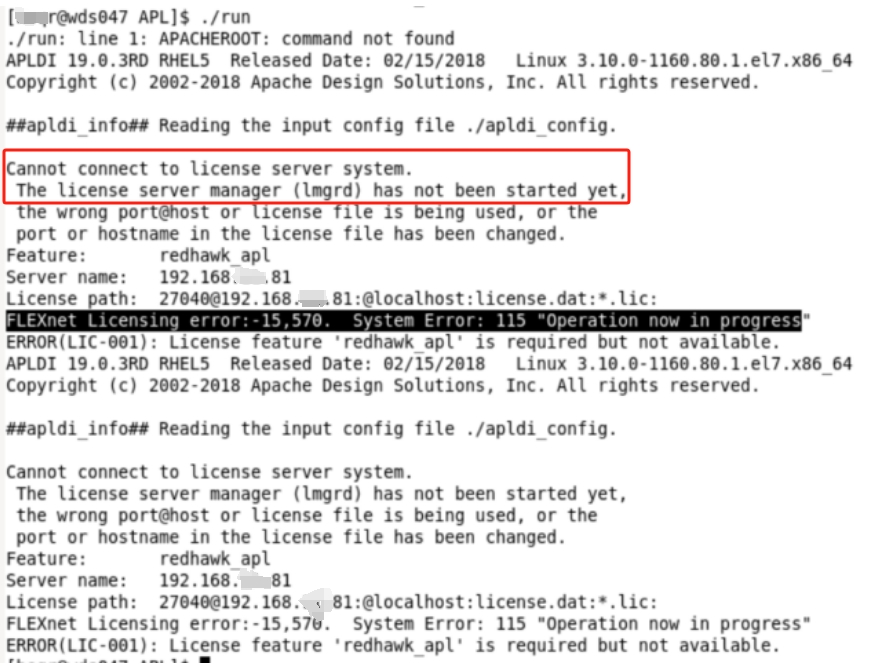 [ qr@wds047 APL]$ ./run
./run: line 1: APACHEROOT: command not found
APLDI 19.0.3RD RHEL5  Released Date: 02/15/2018   Linux 3.10.0-1160.80.1.el7.x86_64
Copyright (c) 2002-2018 Apache Design Solutions, Inc. All rights reserved.
##apldi_info## Reading the input config file ./apldi_config.
Cannot connect to license server system.
The license server manager (lmgrd) has not been started yet,
the wrong port@host or license file is being used, or the
port or hostname in the license file has been changed.
Feature:       redhawk_apl
Server name:   192.168. .81
License path:  27040@192.168. .81:@localhost:license.dat:*.lic:
FLEXnet Licensing error:-15,570.  System Error: 115 "Operation now in progress"
ERROR(LIC-001): License feature 'redhawk_apl' is required but not available.
APLDI 19.0.3RD RHEL5  Released Date: 02/15/2018   Linux 3.10.0-1160.80.1.el7.x86_64
Copyright (c) 2002-2018 Apache Design Solutions, Inc. All rights reserved.
##apldi_info## Reading the input config file ./apldi_config.
Cannot connect to license server system.
The license server manager (lmgrd) has not been started yet,
the wrong port@host or license file is being used, or the
port or hostname in the license file has been changed.
Feature:       redhawk_apl
Server name:   192.168. 81
License path:  27040@192.168. 81:@localhost:license.dat:*.lic:
FLEXnet Licensing error:-15,570.  System Error: 115 "Operation now in progress"
ERROR(LIC-001): License feature 'redhawk_apl' is required but not available.